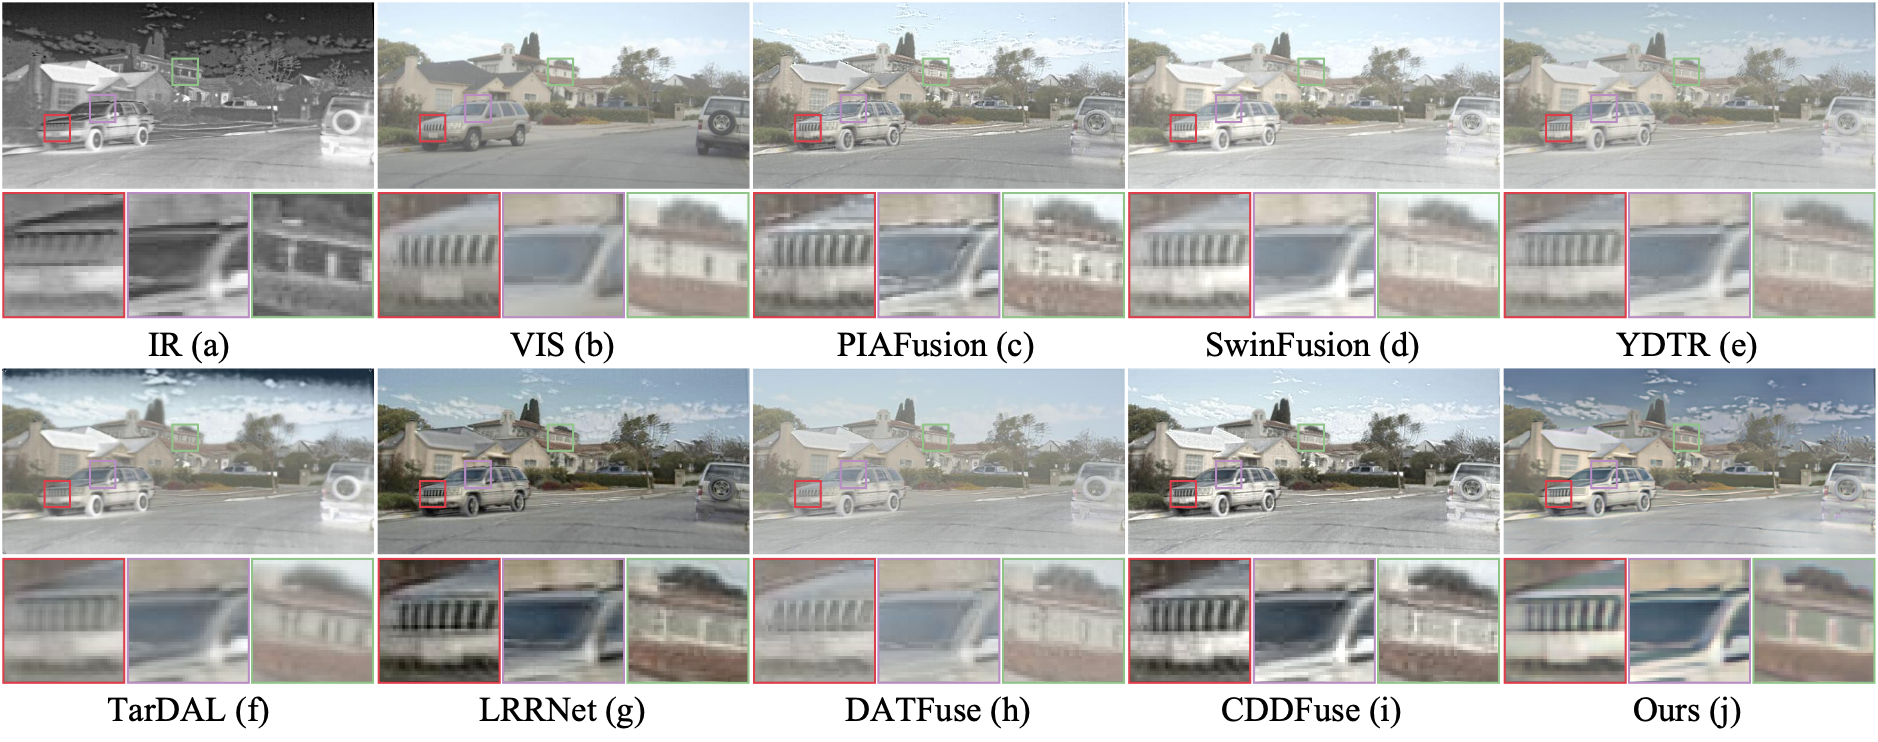 IR (a) VIS (b) PIAFusion (c) SwinFusion (d) YDTR (e)
TarDAL (f) LRRNet (g) DATFuse (h) CDDFuse (i) Ours (j)